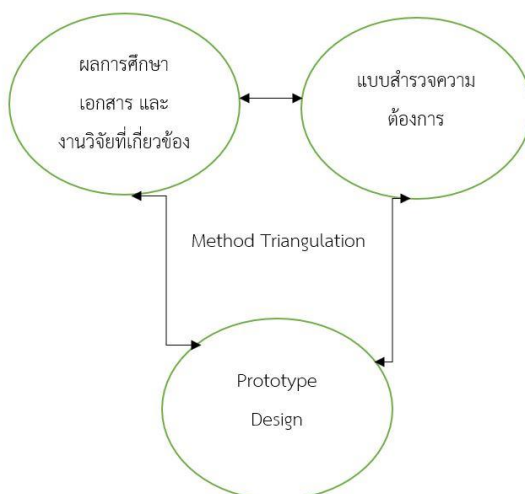 ผลการศึกษา
เอกสาร และ
งานวิจัยที่เกี่ยวข้อง
แบบสำรวจความ
ต้องการ
Method Triangulation
Prototype
Design